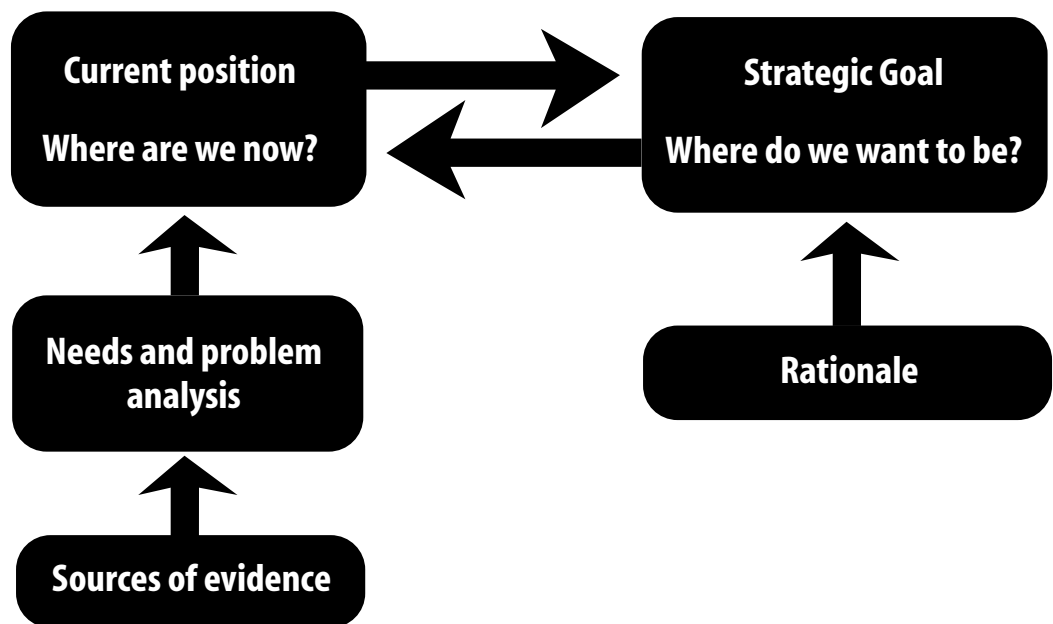 Current position
Where are we now?
Strategic Goal
Where do we want to be?
Needs and problem
analysis
Rationale
Sources of evidence